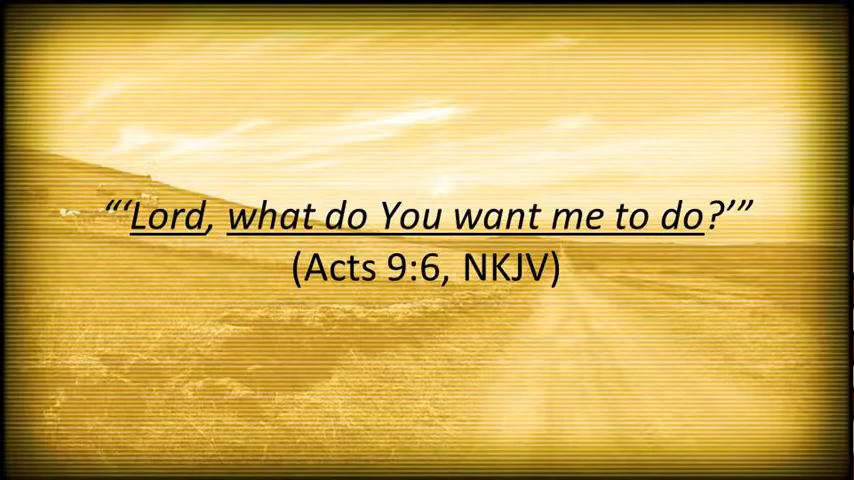 “‘Lord, what do You want me to do?’”
(Acts 9:6, NKJV)